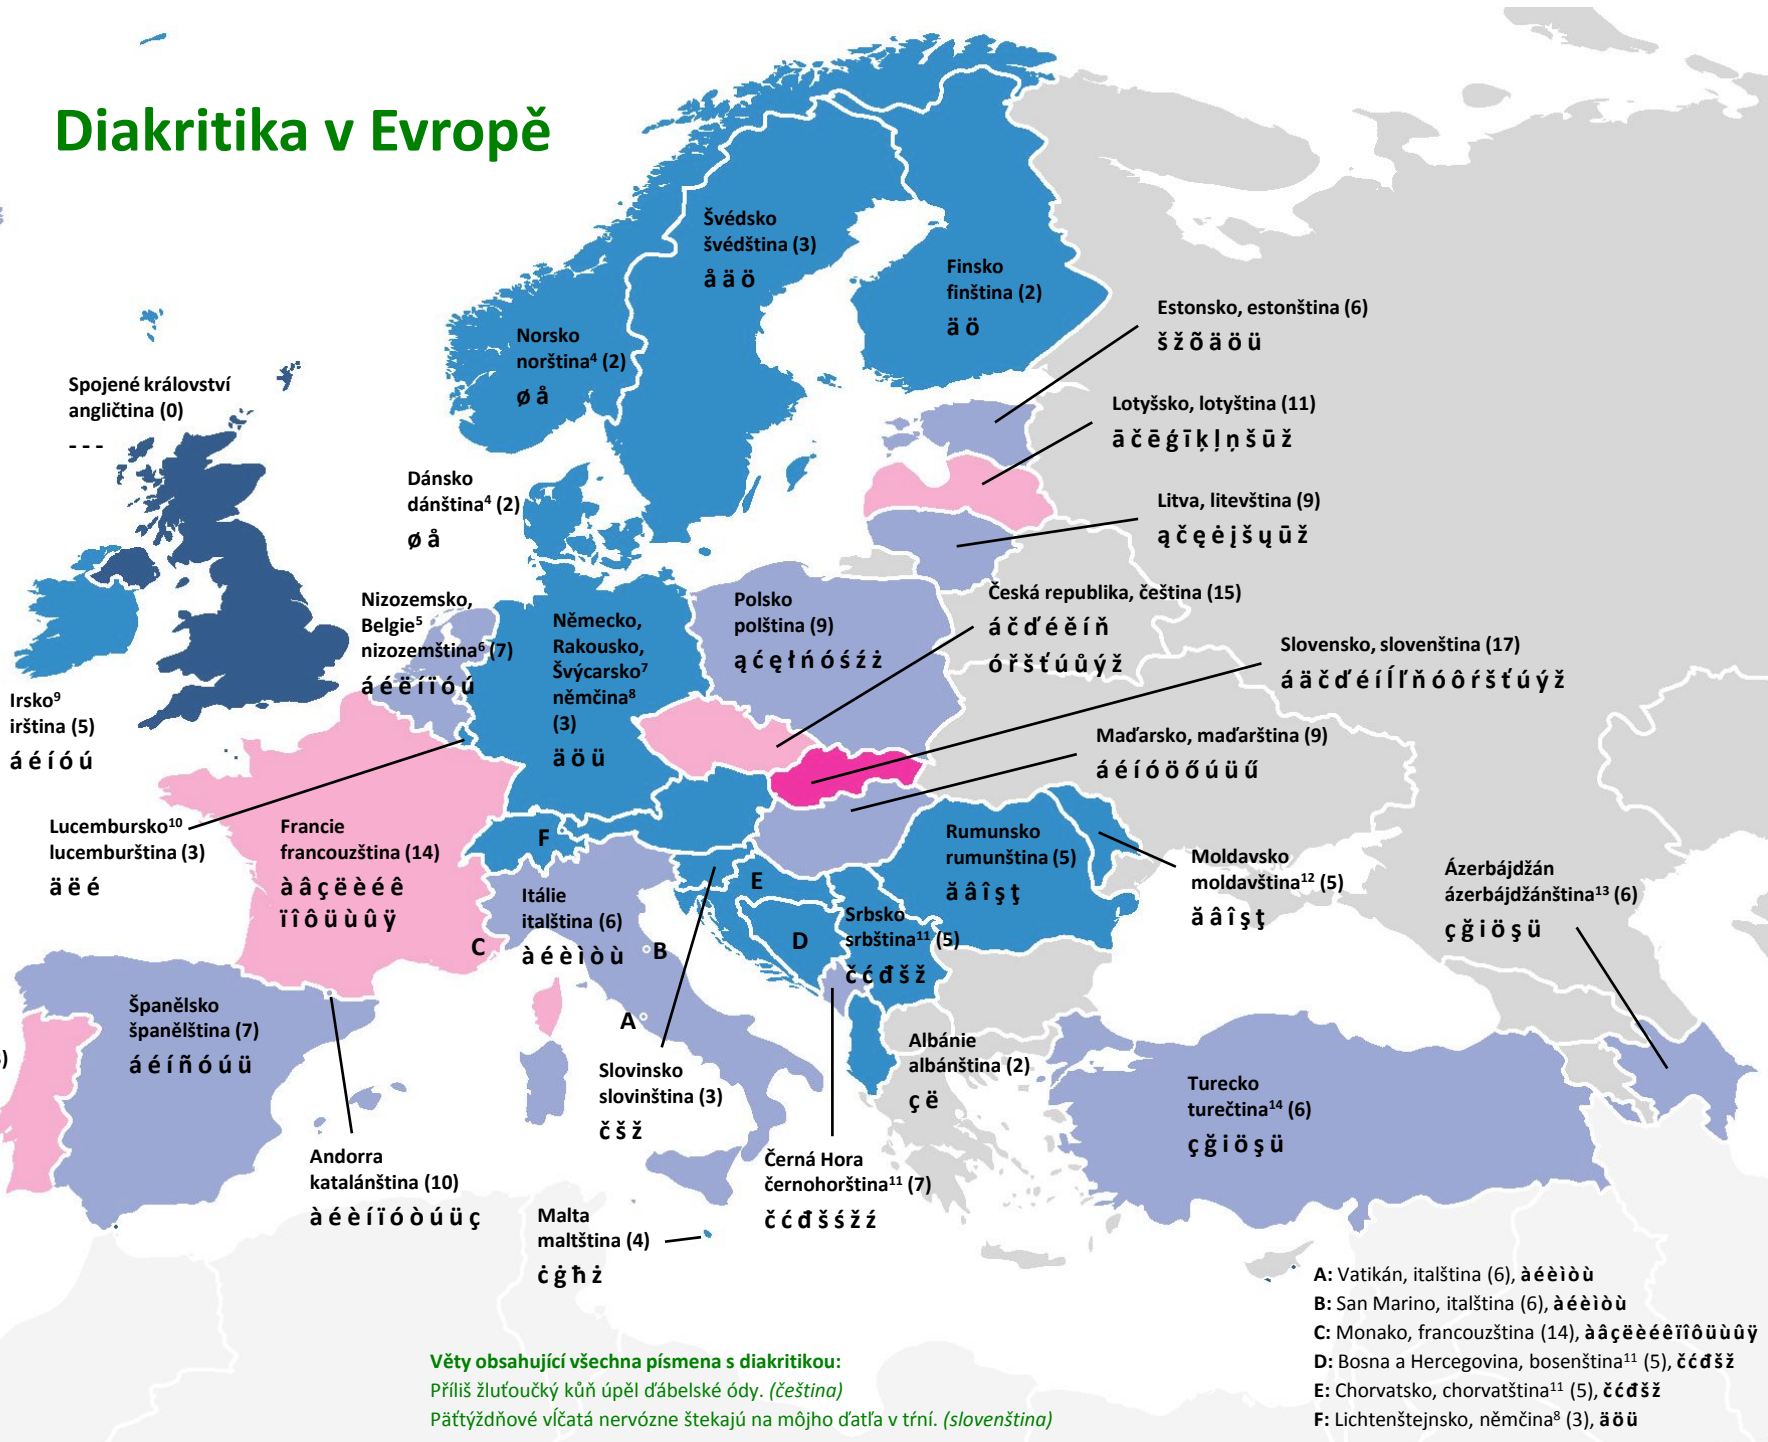 Diakritika v Evropě
Švédsko
švédština (3)
å ä ö
Finsko
finština (2)
ä ö
Norsko
norština⁴ (2)
ø å
Estonsko, estonština (6)
š ž õ ä ö ü
Spojené království
angličtina (0)
- - -
Lotyšsko, lotyština (11)
ā č ē ģ ī ķ ļ ņ š ū ž
Dánsko
dánština⁴ (2)
ø å
Litva, litevština (9)
ą č ę ė į š ų ū ž
Nizozemsko,
Belgie⁵
nizozemština⁶ (7)
á é ë í ï ó ú
Německo,
Rakousko,
Švýcarsko⁷
němčina⁸
(3)
ä ö ü
Polsko
polština (9)
ą ć ę ł ń ó ś ź ż
Česká republika, čeština (15)
á č ď é ě í ň
ó ř š ť ú ů ý ž
Slovensko, slovenština (17)
á ä č ď é í ĺ ľ ň ó ô ŕ š ť ú ý ž
Irsko⁹
irština (5)
á é í ó ú
Maďarsko, maďarština (9)
á é í ó ö ő ú ü ű
Lucembursko¹⁰
lucemburština (3)
ä ë é
Francie
francouzština (14)
à â ç ë è é ê
ï î ô ü ù û ÿ
F
Itálie
italština (6)
à é è ì ò ù
E
Rumunsko
rumunština (5)
ă â î ş ţ
Moldavsko
moldavština¹² (5)
ă â î ş ţ
Ázerbájdžán
ázerbájdžánština¹³ (6)
ç ğ i ö ş ü
C
B
D
Srbsko
srbština¹¹ (5)
č ć đ š ž
A
Španělsko
španělština (7)
á é í ñ ó ú ü
)
Slovinsko
slovinština (3)
č š ž
Albánie
albánština (2)
ç ë
Turecko
turečtina¹⁴ (6)
ç ğ i ö ş ü
Andorra
katalánština (10)
à é è í ï ó ò ú ü ç
Malta
maltština (4)
ċ ġ ħ ż
Černá Hora
černohorština¹¹ (7)
č ć đ š ś ž ź
A: Vatikán, italština (6), à é è ì ò ù
B: San Marino, italština (6), à é è ì ò ù
C: Monako, francouzština (14), à â ç ë è é ê ï î ô ü ù û ÿ
D: Bosna a Hercegovina, bosenština¹¹ (5), č ć đ š ž
E: Chorvatsko, chorvatština¹¹ (5), č ć đ š ž
F: Lichtenštejnsko, němčina⁸ (3), ä ö ü
Věty obsahující všechna písmena s diakritikou:
Příliš žluťoučký kůň úpěl ďábelské ódy. (čeština)
Päťtýždňové vĺčatá nervózne štekajú na môjho ďatľa v tŕní. (slovenština)